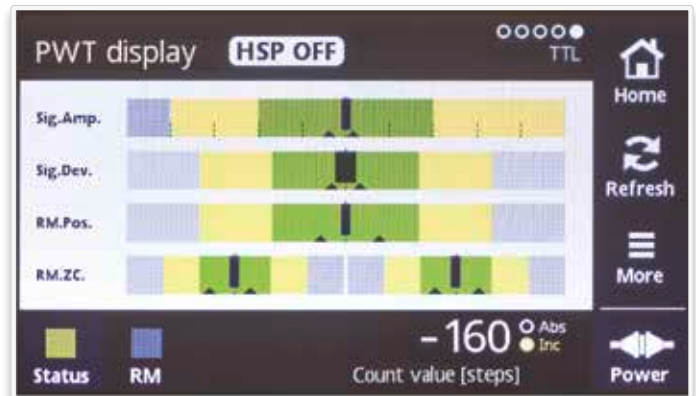 PWT display HSP OFF
TTL
Home
Sig.Amp.
Sig.Dev.
Refresh
RM.Pos.
RM.ZC.
More
-160 Abs
Inc
Status RM Count value [steps] Power